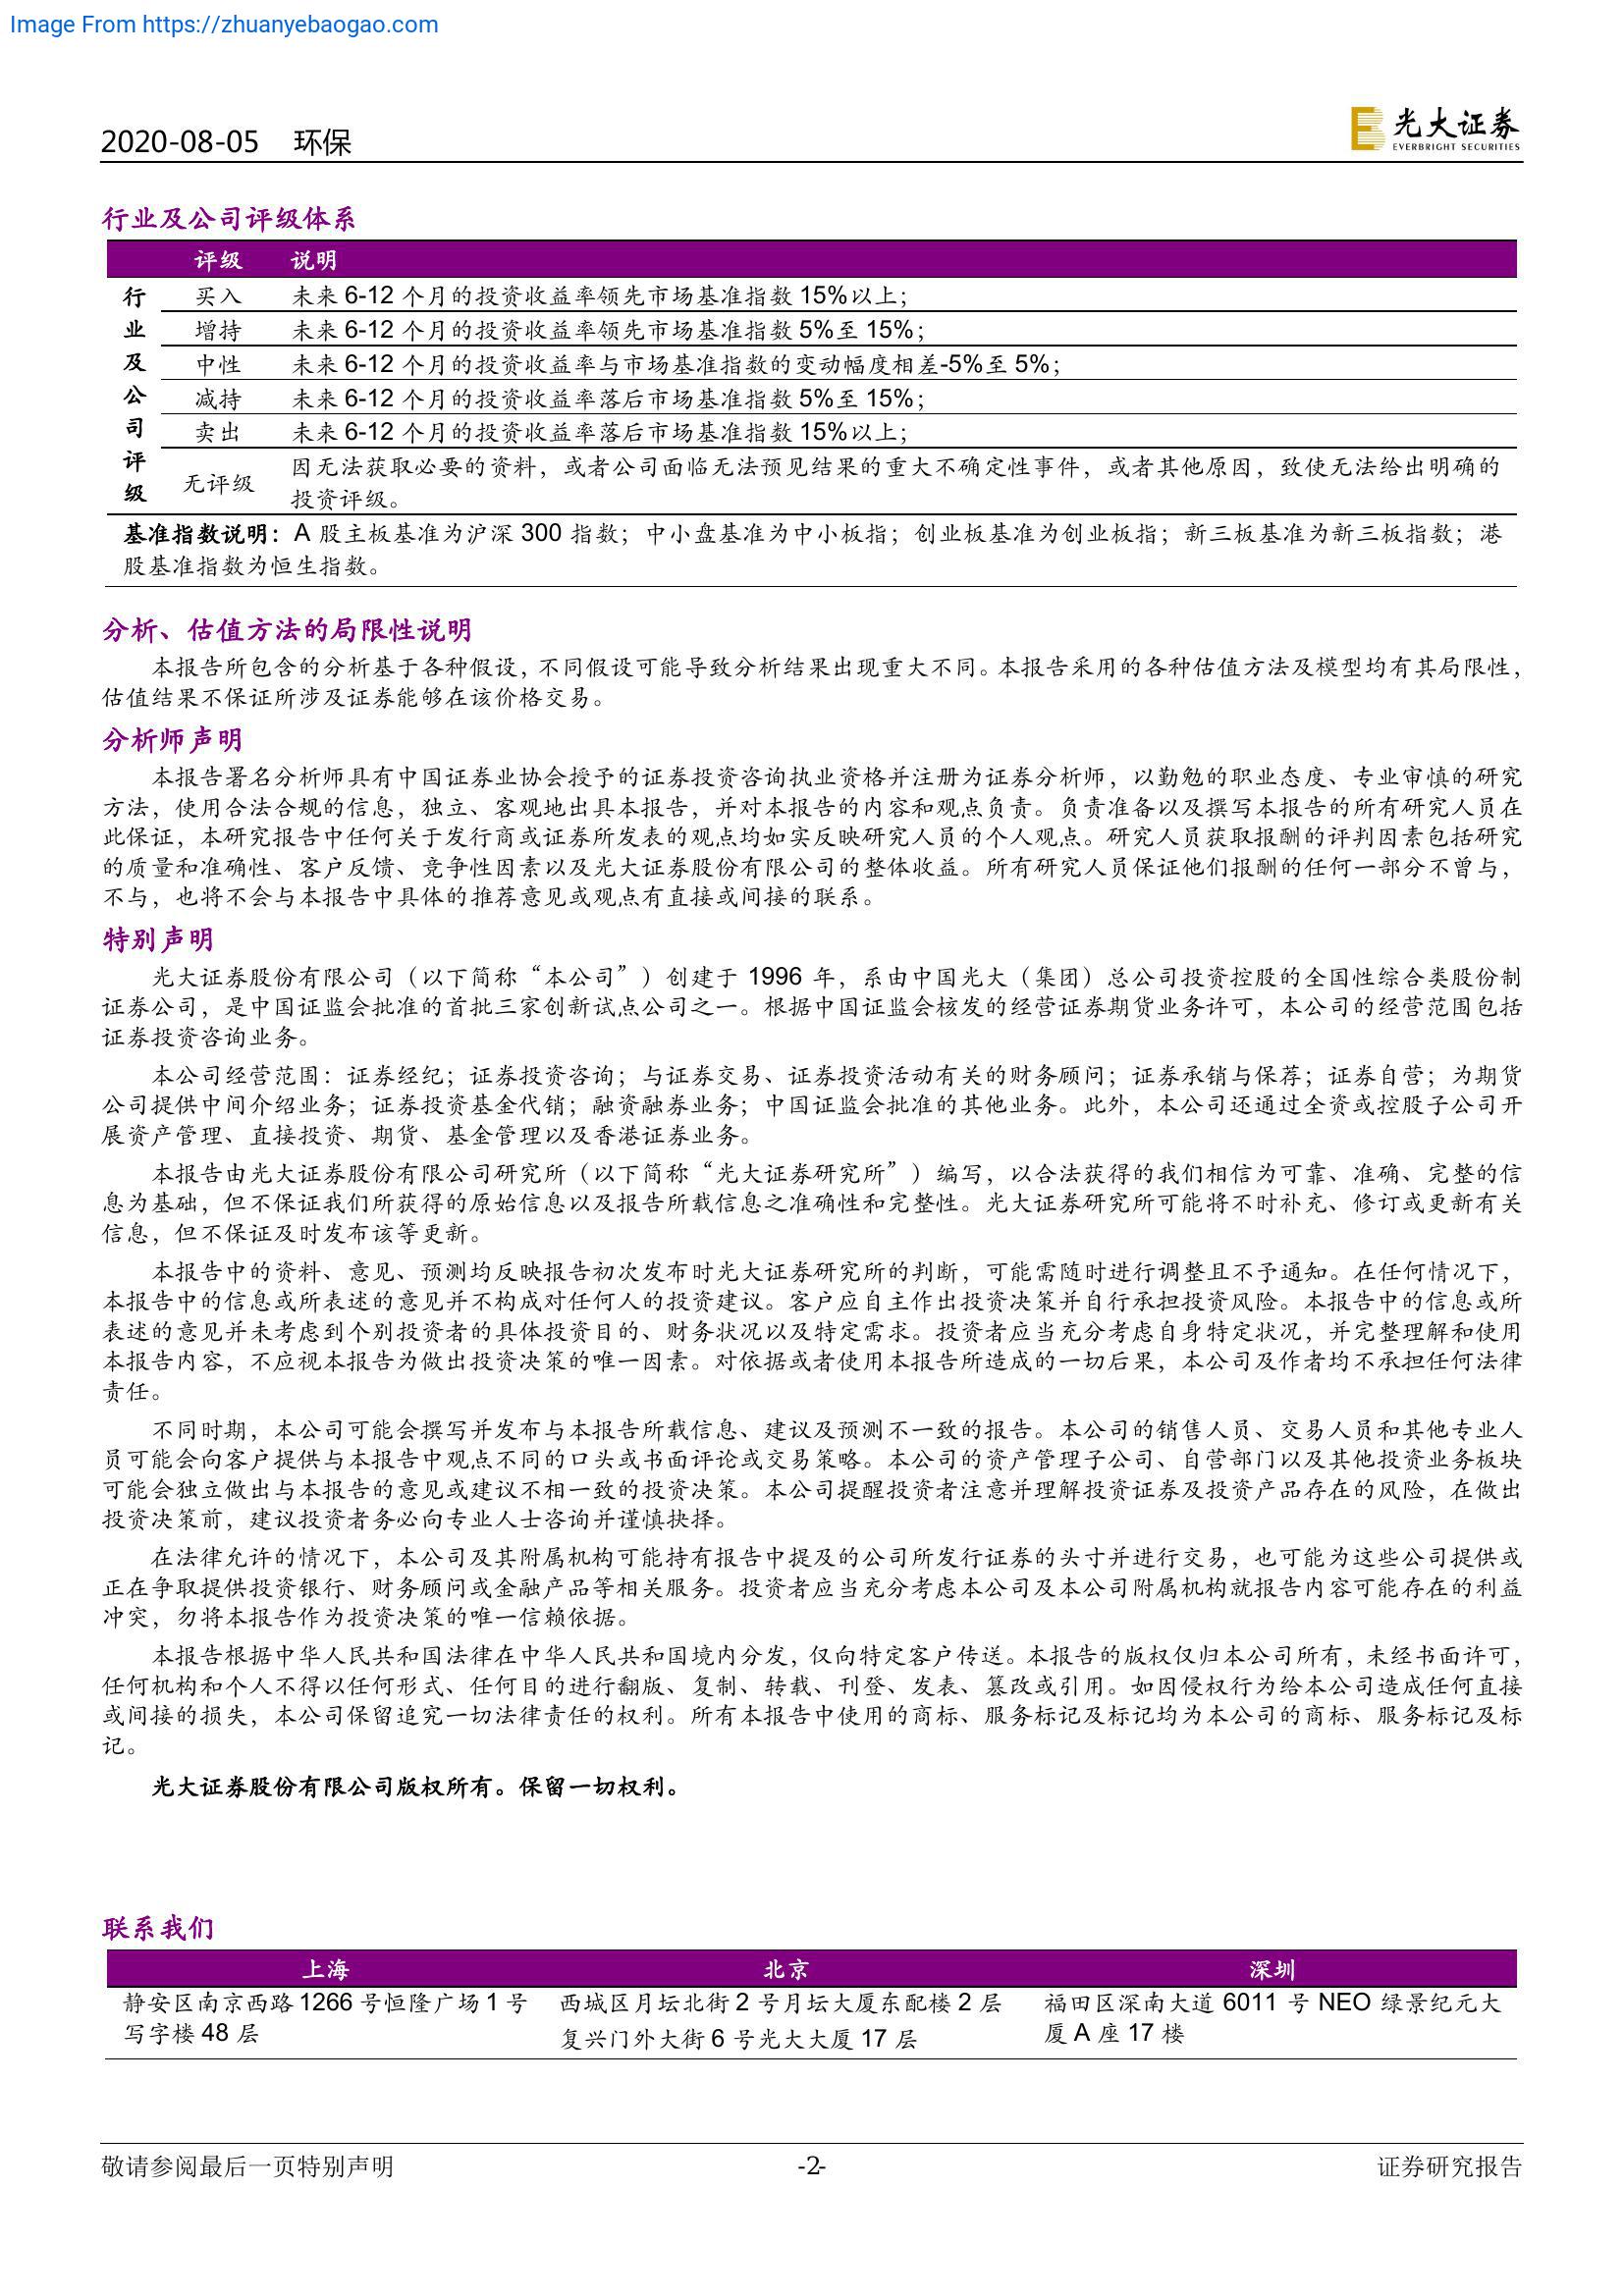 Image From https://zhuanyebaogao.com
2020-08-05 环保
光大证券
EVERBRIGHT SECURITIES
行业及公司评级体系
评级 说明
行业及公司评级
买入 未来 6-12 个月的投资收益率领先市场基准指数 15%以上；
增持 未来 6-12 个月的投资收益率领先市场基准指数 5%至 15%；
中性 未来 6-12 个月的投资收益率与市场基准指数的变动幅度相差-5%至 5%；
减持 未来 6-12 个月的投资收益率落后市场基准指数 5%至 15%；
卖出 未来 6-12 个月的投资收益率落后市场基准指数 15%以上；
无评级 因无法获取必要的资料，或者公司面临无法预见结果的重大不确定性事件，或者其他原因，致使无法给出明确的
投资评级。
基准指数说明：A 股主板基准为沪深 300 指数；中小盘基准为中小板指；创业板基准为创业板指；新三板基准为新三板指数；港
股基准指数为恒生指数。
分析、估值方法的局限性说明
本报告所包含的分析基于各种假设，不同假设可能导致分析结果出现重大不同。本报告采用的各种估值方法及模型均有其局限性，
估值结果不保证所涉及证券能够在该价格交易。
分析师声明
本报告署名分析师具有中国证券业协会授予的证券投资咨询执业资格并注册为证券分析师，以勤勉的职业态度、专业审慎的研究
方法，使用合法合规的信息，独立、客观地出具本报告，并对本报告的内容和观点负责。负责准备以及撰写本报告的所有研究人员在
此保证，本研究报告中任何关于发行商或证券所发表的观点均如实反映研究人员的个人观点。研究人员获取报酬的评判因素包括研究
的质量和准确性、客户反馈、竞争性因素以及光大证券股份有限公司的整体收益。所有研究人员保证他们报酬的任何一部分不曾与，
不与，也将不会与本报告中具体的推荐意见或观点有直接或间接的联系。
特别声明
光大证券股份有限公司（以下简称“本公司”）创建于 1996 年，系由中国光大（集团）总公司投资控股的全国性综合类股份制
证券公司，是中国证监会批准的首批三家创新试点公司之一。根据中国证监会核发的经营证券期货业务许可，本公司的经营范围包括
证券投资咨询业务。
本公司经营范围：证券经纪；证券投资咨询；与证券交易、证券投资活动有关的财务顾问；证券承销与保荐；证券自营；为期货
公司提供中间介绍业务；证券投资基金代销；融资融券业务；中国证监会批准的其他业务。此外，本公司还通过全资或控股子公司开
展资产管理、直接投资、期货、基金管理以及香港证券业务。
本报告由光大证券股份有限公司研究所（以下简称“光大证券研究所”）编写，以合法获得的我们相信为可靠、准确、完整的信
息为基础，但不保证我们所获得的原始信息以及报告所载信息之准确性和完整性。光大证券研究所可能将不时补充、修订或更新有关
信息，但不保证及时发布该等更新。
本报告中的资料、意见、预测均反映报告初次发布时光大证券研究所的判断，可能需随时进行调整且不予通知。在任何情况下，
本报告中的信息或所表述的意见并不构成对任何人的投资建议。客户应自主作出投资决策并自行承担投资风险。本报告中的信息或所
表述的意见并未考虑到个别投资者的具体投资目的、财务状况以及特定需求。投资者应当充分考虑自身特定状况，并完整理解和使用
本报告内容，不应视本报告为做出投资决策的唯一因素。对依据或者使用本报告所造成的一切后果，本公司及作者均不承担任何法律
责任。
不同时期，本公司可能会撰写并发布与本报告所载信息、建议及预测不一致的报告。本公司的销售人员、交易人员和其他专业人
员可能会向客户提供与本报告中观点不同的口头或书面评论或交易策略。本公司的资产管理子公司、自营部门以及其他投资业务板块
可能会独立做出与本报告的意见或建议不相一致的投资决策。本公司提醒投资者注意并理解投资证券及投资产品存在的风险，在做出
投资决策前，建议投资者务必向专业人士咨询并谨慎抉择。
在法律允许的情况下，本公司及其附属机构可能持有报告中提及的公司所发行证券的头寸并进行交易，也可能为这些公司提供或
正在争取提供投资银行、财务顾问或金融产品等相关服务。投资者应当充分考虑本公司及本公司附属机构就报告内容可能存在的利益
冲突，勿将本报告作为投资决策的唯一信赖依据。
本报告根据中华人民共和国法律在中华人民共和国境内分发，仅向特定客户传送。本报告的版权仅归本公司所有，未经书面许可，
任何机构和个人不得以任何形式、任何目的进行翻版、复制、转载、刊登、发表、篡改或引用。如因侵权行为给本公司造成任何直接
或间接的损失，本公司保留追究一切法律责任的权利。所有本报告中使用的商标、服务标记及标记均为本公司的商标、服务标记及标
记。
光大证券股份有限公司版权所有。保留一切权利。
联系我们
上海 北京 深圳
静安区南京西路 1266 号恒隆广场 1 号
写字楼 48 层
西城区月坛北街 2 号月坛大厦东配楼 2 层
复兴门外大街 6 号光大大厦 17 层
福田区深南大道 6011 号 NEO 绿景纪元大
厦 A 座 17 楼
敬请参阅最后一页特别声明 -2- 证券研究报告